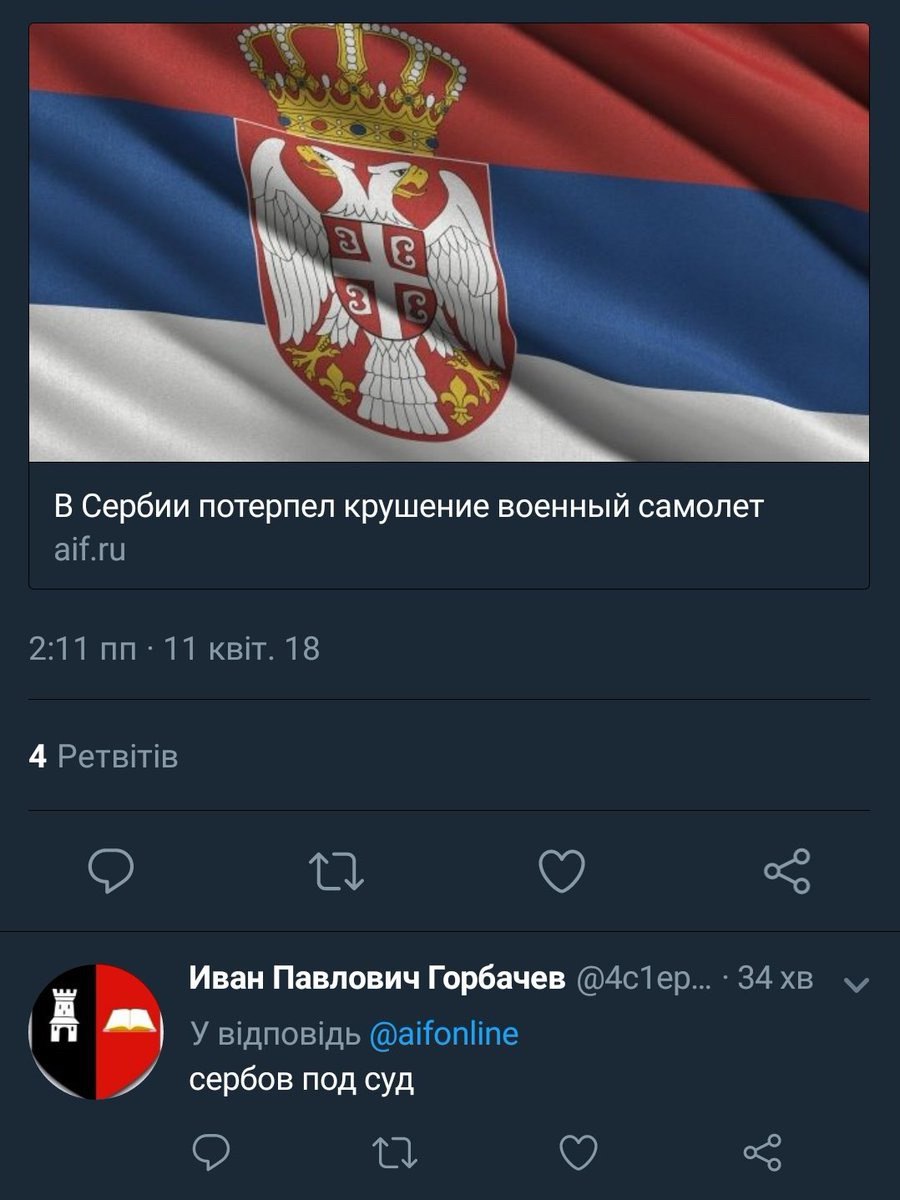 В Сербии потерпел крушение военный самолет
aif.ru
2:11 пп · 11 квіт. 18
4 Ретвітів
Иван Павлович Горбачев @4c1ep... · 34 хв
У відповідь @aifonline
сербов под суд